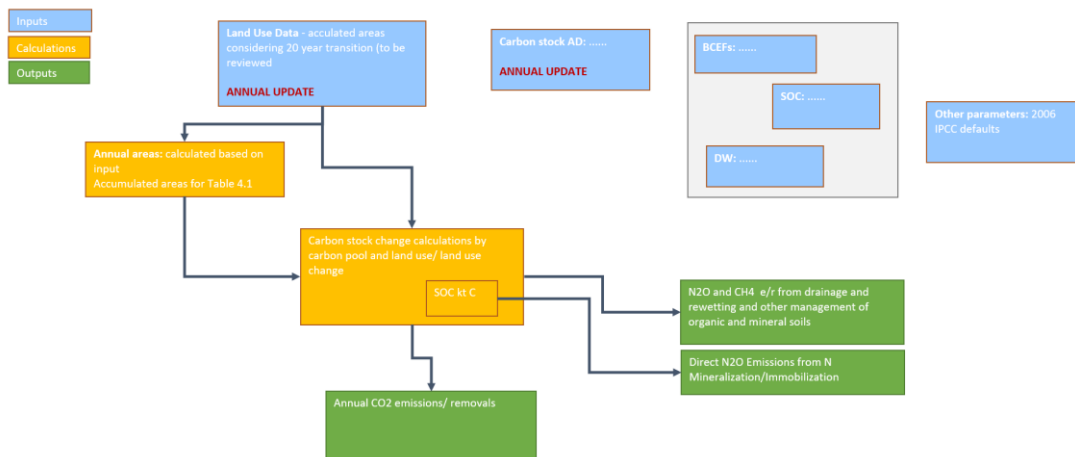 Inputs
Calculations
Outputs
Land Use Data - acculated areas
considering 20 year transition (to be
reviewed
ANNUAL UPDATE
Carbon stock AD: ......
ANNUAL UPDATE
BCEFs: ......
SOC: ......
DW: ......
Other parameters: 2006
IPCC defaults
Annual areas: calculated based on
input
Accumulated areas for Table 4.1
Carbon stock change calculations by
carbon pool and land use/ land use
change
SOC kt C
N2O and CH4 e/r from drainage and
rewetting and other management of
organic and mineral soils
Direct N2O Emissions from N
Mineralization/Immobilization
Annual CO2 emissions/ removals